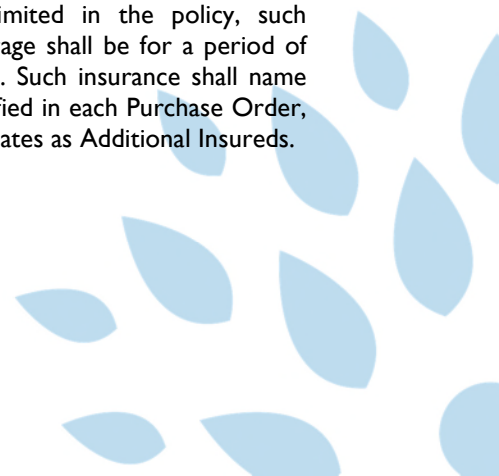 imited in the policy, such
rage shall be for a period of
. Such insurance shall name
fied in each Purchase Order,
ates as Additional Insureds.